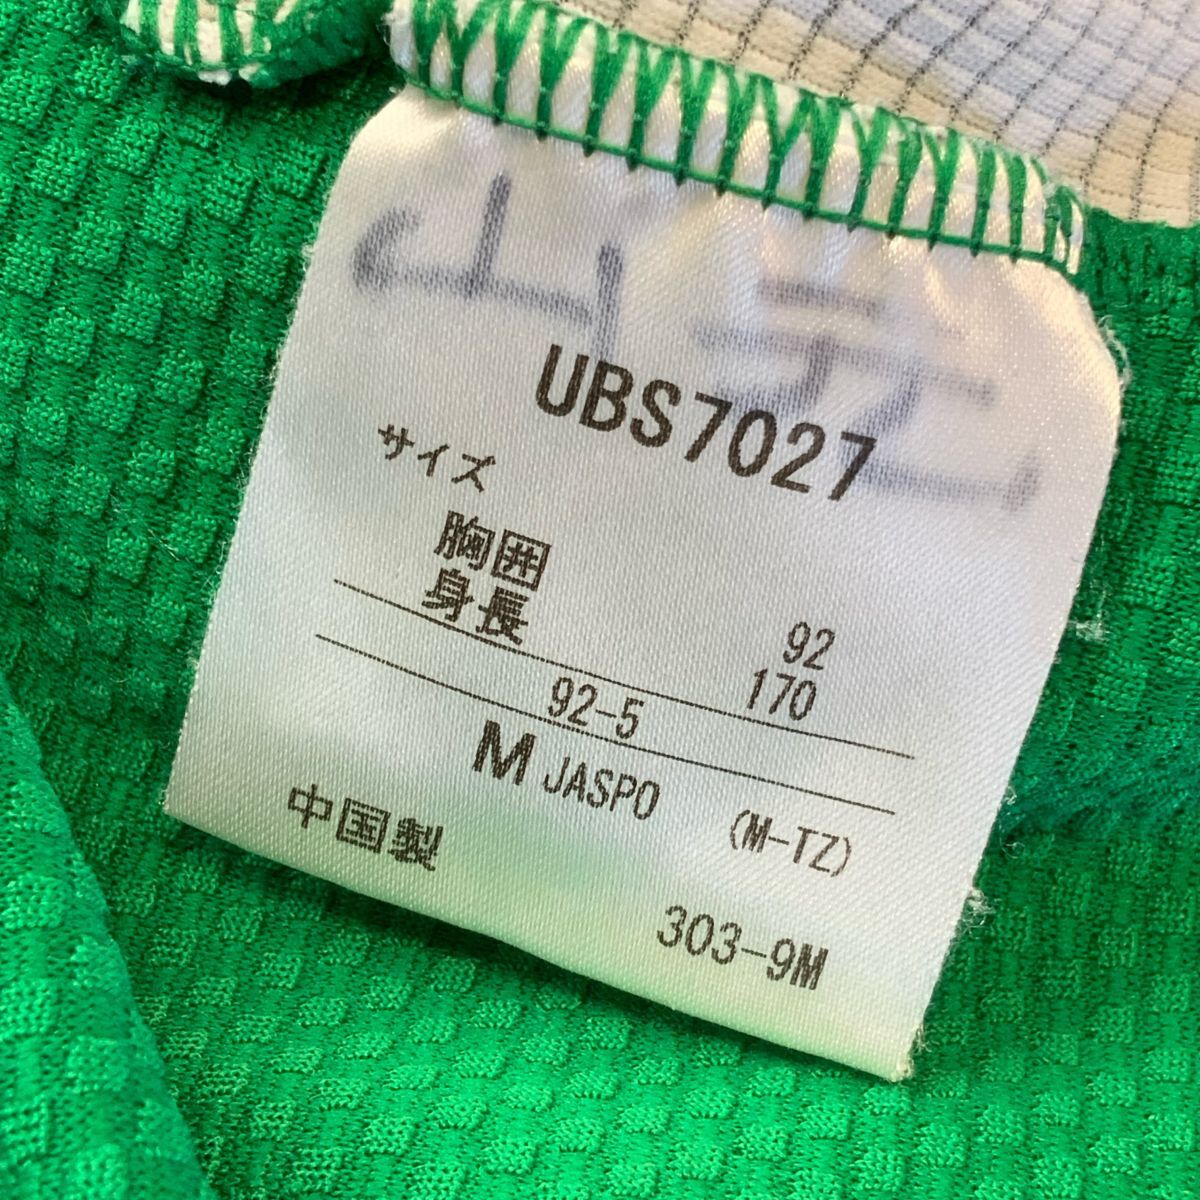 UBS7027
サイズ
胸囲 92
身長 170
92-5
M JASPO (M-TZ)
中国製
303-9M